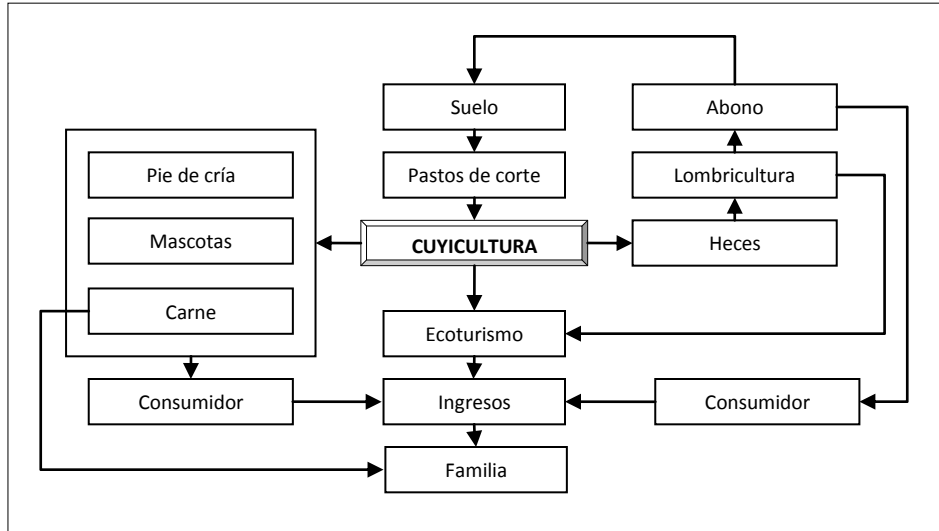 Suelo
Abono
Pie de cría
Pastos de corte
Lombricultura
Mascotas
CUYICULTURA
Heces
Carne
Ecoturismo
Consumidor
Ingresos
Consumidor
Familia